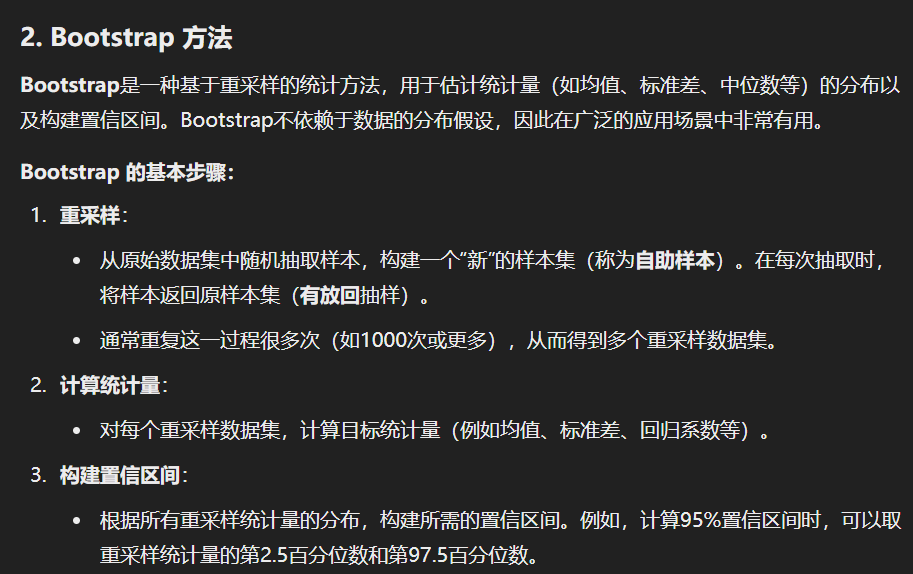 2. Bootstrap 方法
Bootstrap是一种基于重采样的统计方法，用于估计统计量（如均值、标准差、中位数等）的分布以
及构建置信区间。Bootstrap不依赖于数据的分布假设，因此在广泛的应用场景中非常有用。
Bootstrap 的基本步骤：
1. 重采样：
• 从原始数据集中随机抽取样本，构建一个“新”的样本集（称为自助样本）。在每次抽取时，
将样本返回原样本集（有放回抽样）。
• 通常重复这一过程很多次（如1000次或更多），从而得到多个重采样数据集。
2. 计算统计量：
• 对每个重采样数据集，计算目标统计量（例如均值、标准差、回归系数等）。
3. 构建置信区间：
• 根据所有重采样统计量的分布，构建所需的置信区间。例如，计算95%置信区间时，可以取
重采样统计量的第2.5百分位数和第97.5百分位数。